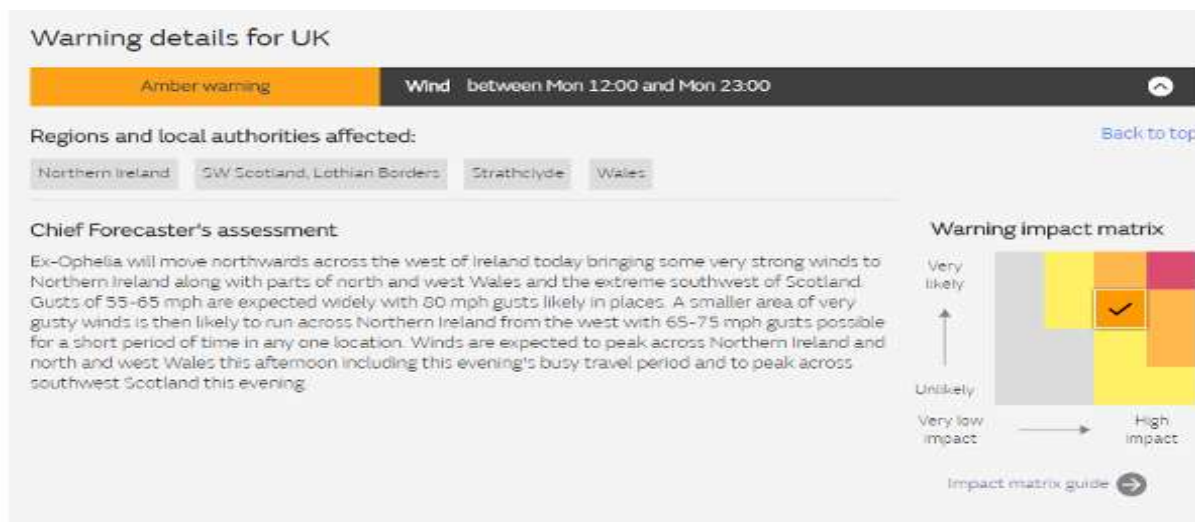 Warning details for UK
Amber warning
Wind between Mon 12:00 and Mon 23:00
Regions and local authorities affected:
Back to top
Northern Ireland
SW Scotland, Lothian Borders
Strathclyde
Wales
Chief Forecaster's assessment
Ex-Ophelia will move northwards across the west of Ireland today bringing some very strong winds to
Northern Ireland along with parts of north and west Wales and the extreme southwest of Scotland.
Gusts of 55-65 mph are expected widely with 80 mph gusts likely in places. A smaller area of very
gusty winds is then likely to run across Northern Ireland from the west with 65-75 mph gusts possible
for a short period of time in any one location. Winds are expected to peak across Northern Ireland and
north and west Wales this afternoon including this evening's busy travel period and to peak across
southwest Scotland this evening.
Warning impact matrix
Very
likely
Unlikely
Very low
impact
High
impact
Impact matrix guide